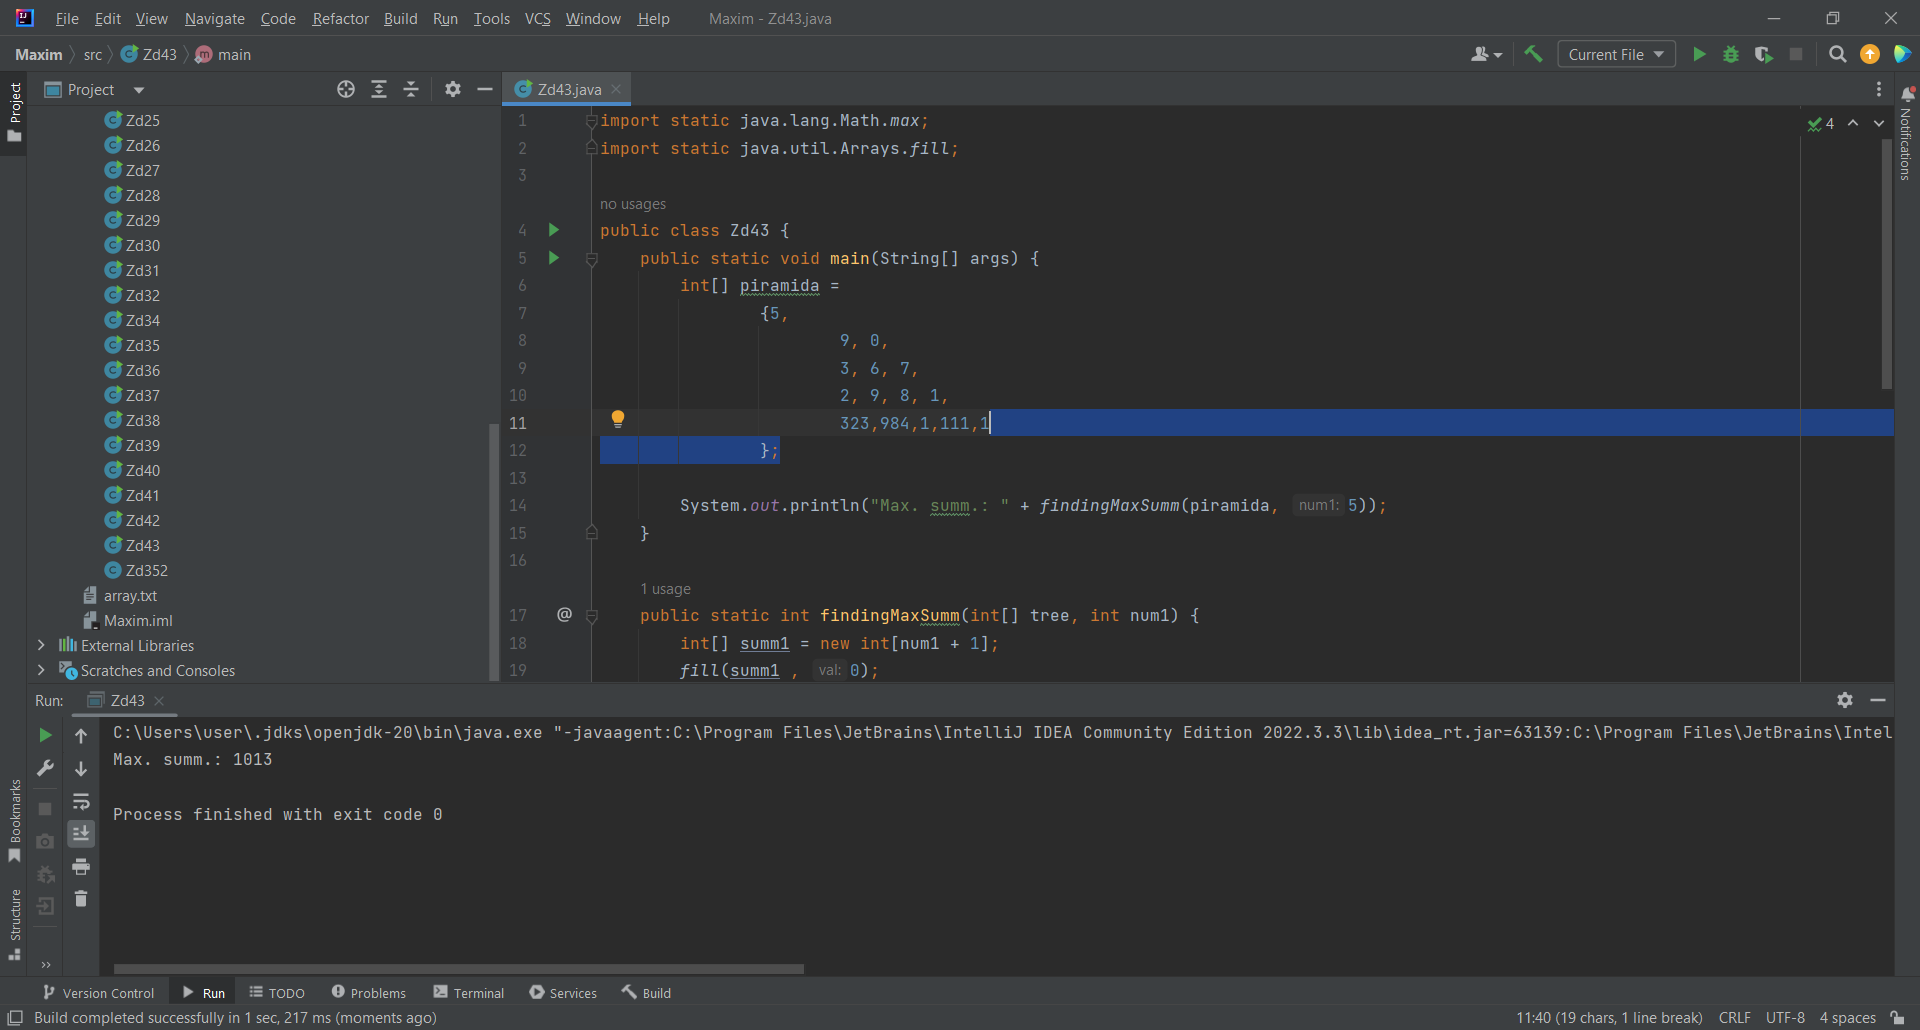 File Edit View Navigate Code Refactor Build Run Tools VCS Window Help Maxim - Zd43.java
Maxim src Zd43 main Current File
Project
Project
Zd43.java
Notifications
Zd25
Zd26
Zd27
Zd28
Zd29
Zd30
Zd31
Zd32
Zd34
Zd35
Zd36
Zd37
Zd38
Zd39
Zd40
Zd41
Zd42
Zd43
Zd352
array.txt
Maxim.iml
External Libraries
Scratches and Consoles
4
1 import static java.lang.Math.max;
2 import static java.util.Arrays.fill;
3
no usages
4 public class Zd43 {
5 public static void main(String[] args) {
6 int[] piramida =
7 {5,
8 9, 0,
9 3, 6, 7,
10 2, 9, 8, 1,
11 323,984,1,111,1
12 };
13
14 System.out.println("Max. summ.: " + findingMaxSumm(piramida, num1: 5));
15 }
16
1 usage
17 @ public static int findingMaxSumm(int[] tree, int num1) {
18 int[] summ1 = new int[num1 + 1];
19 fill(summ1 , val: 0);
Run: Zd43
C:\Users\user\.jdks\openjdk-20\bin\java.exe "-javaagent:C:\Program Files\JetBrains\IntelliJ IDEA Community Edition 2022.3.3\lib\idea_rt.jar=63139:C:\Program Files\JetBrains\Intel
Max. summ.: 1013
Process finished with exit code 0
Bookmarks
Structure
Version Control Run TODO Problems Terminal Services Build
Build completed successfully in 1 sec, 217 ms (moments ago) 11:40 (19 chars, 1 line break) CRLF UTF-8 4 spaces